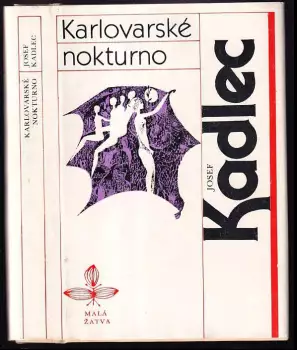 Karlovarské
nokturno
JOSEF
Kadlec
MALÁ
ŽATVA
JOSEF
KADLEC
KARLOVARSKÉ
NOKTURNO